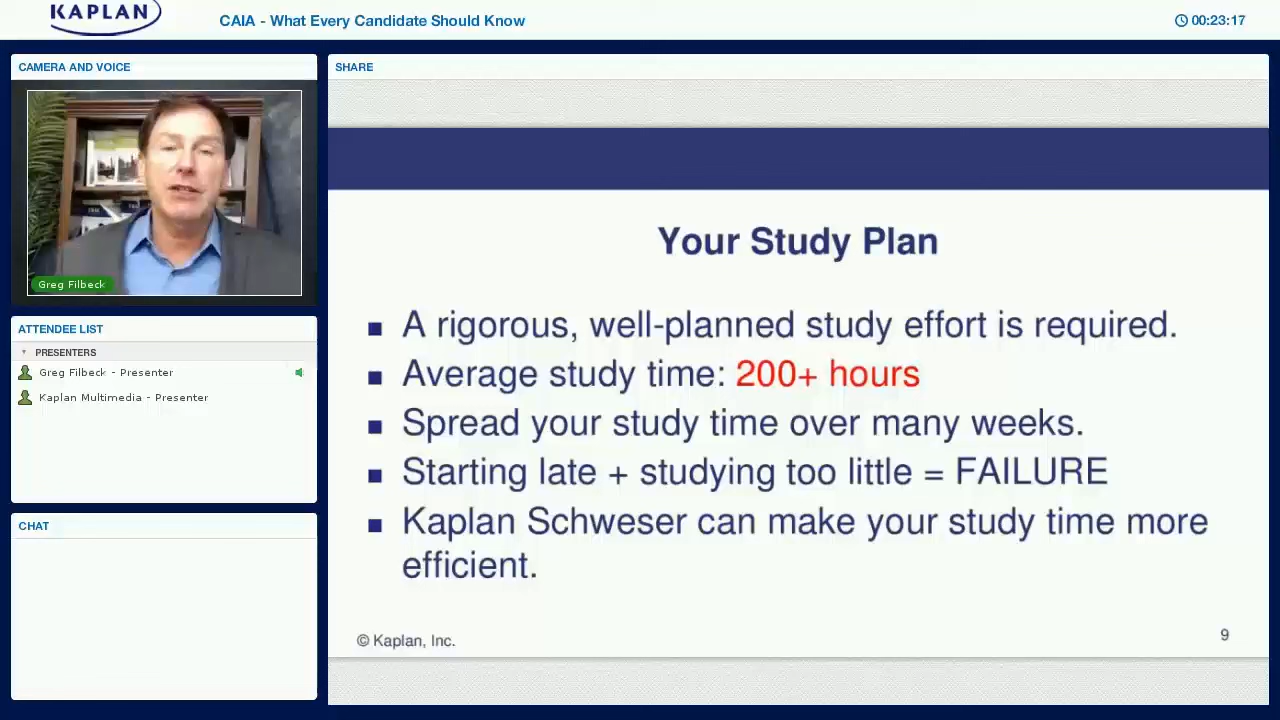 KAPLAN
CAIA - What Every Candidate Should Know
00:23:17
CAMERA AND VOICE
Greg Filbeck
ATTENDEE LIST
PRESENTERS
Greg Filbeck - Presenter
Kaplan Multimedia - Presenter
CHAT
SHARE
Your Study Plan
A rigorous, well-planned study effort is required.
Average study time: 200+ hours
Spread your study time over many weeks.
Starting late + studying too little = FAILURE
Kaplan Schweser can make your study time more
efficient.
© Kaplan, Inc.
9